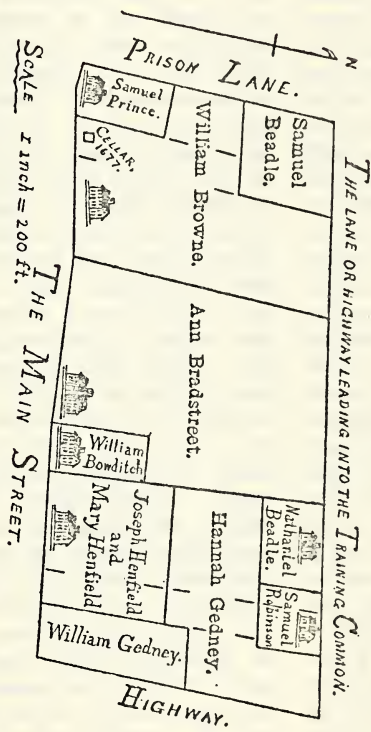 N
PRISON LANE.
THE LANE OR HIGHWAY LEADING INTO THE TRAINING COMMON.
Samuel
Prince.
CELLAR,
1677.
William Browne.
Samuel
Beadle.
Ann Bradstreet.
William
Bowditch
Joseph Henfield
and
Mary Henfield
Hannah Gedney.
Nathaniel
Beadle.
Samuel
Robinson
William Gedney.
HIGHWAY.
THE MAIN STREET.
SCALE 1 inch = 200 ft.